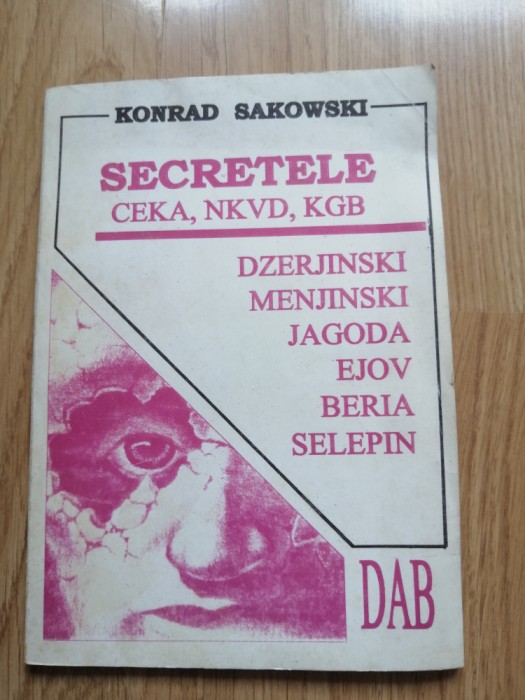 KONRAD SAKOWSKI
SECRETELE
CEKA, NKVD, KGB
DZERJINSKI
MENJINSKI
JAGODA
EJOV
BERIA
SELEPIN
DAB